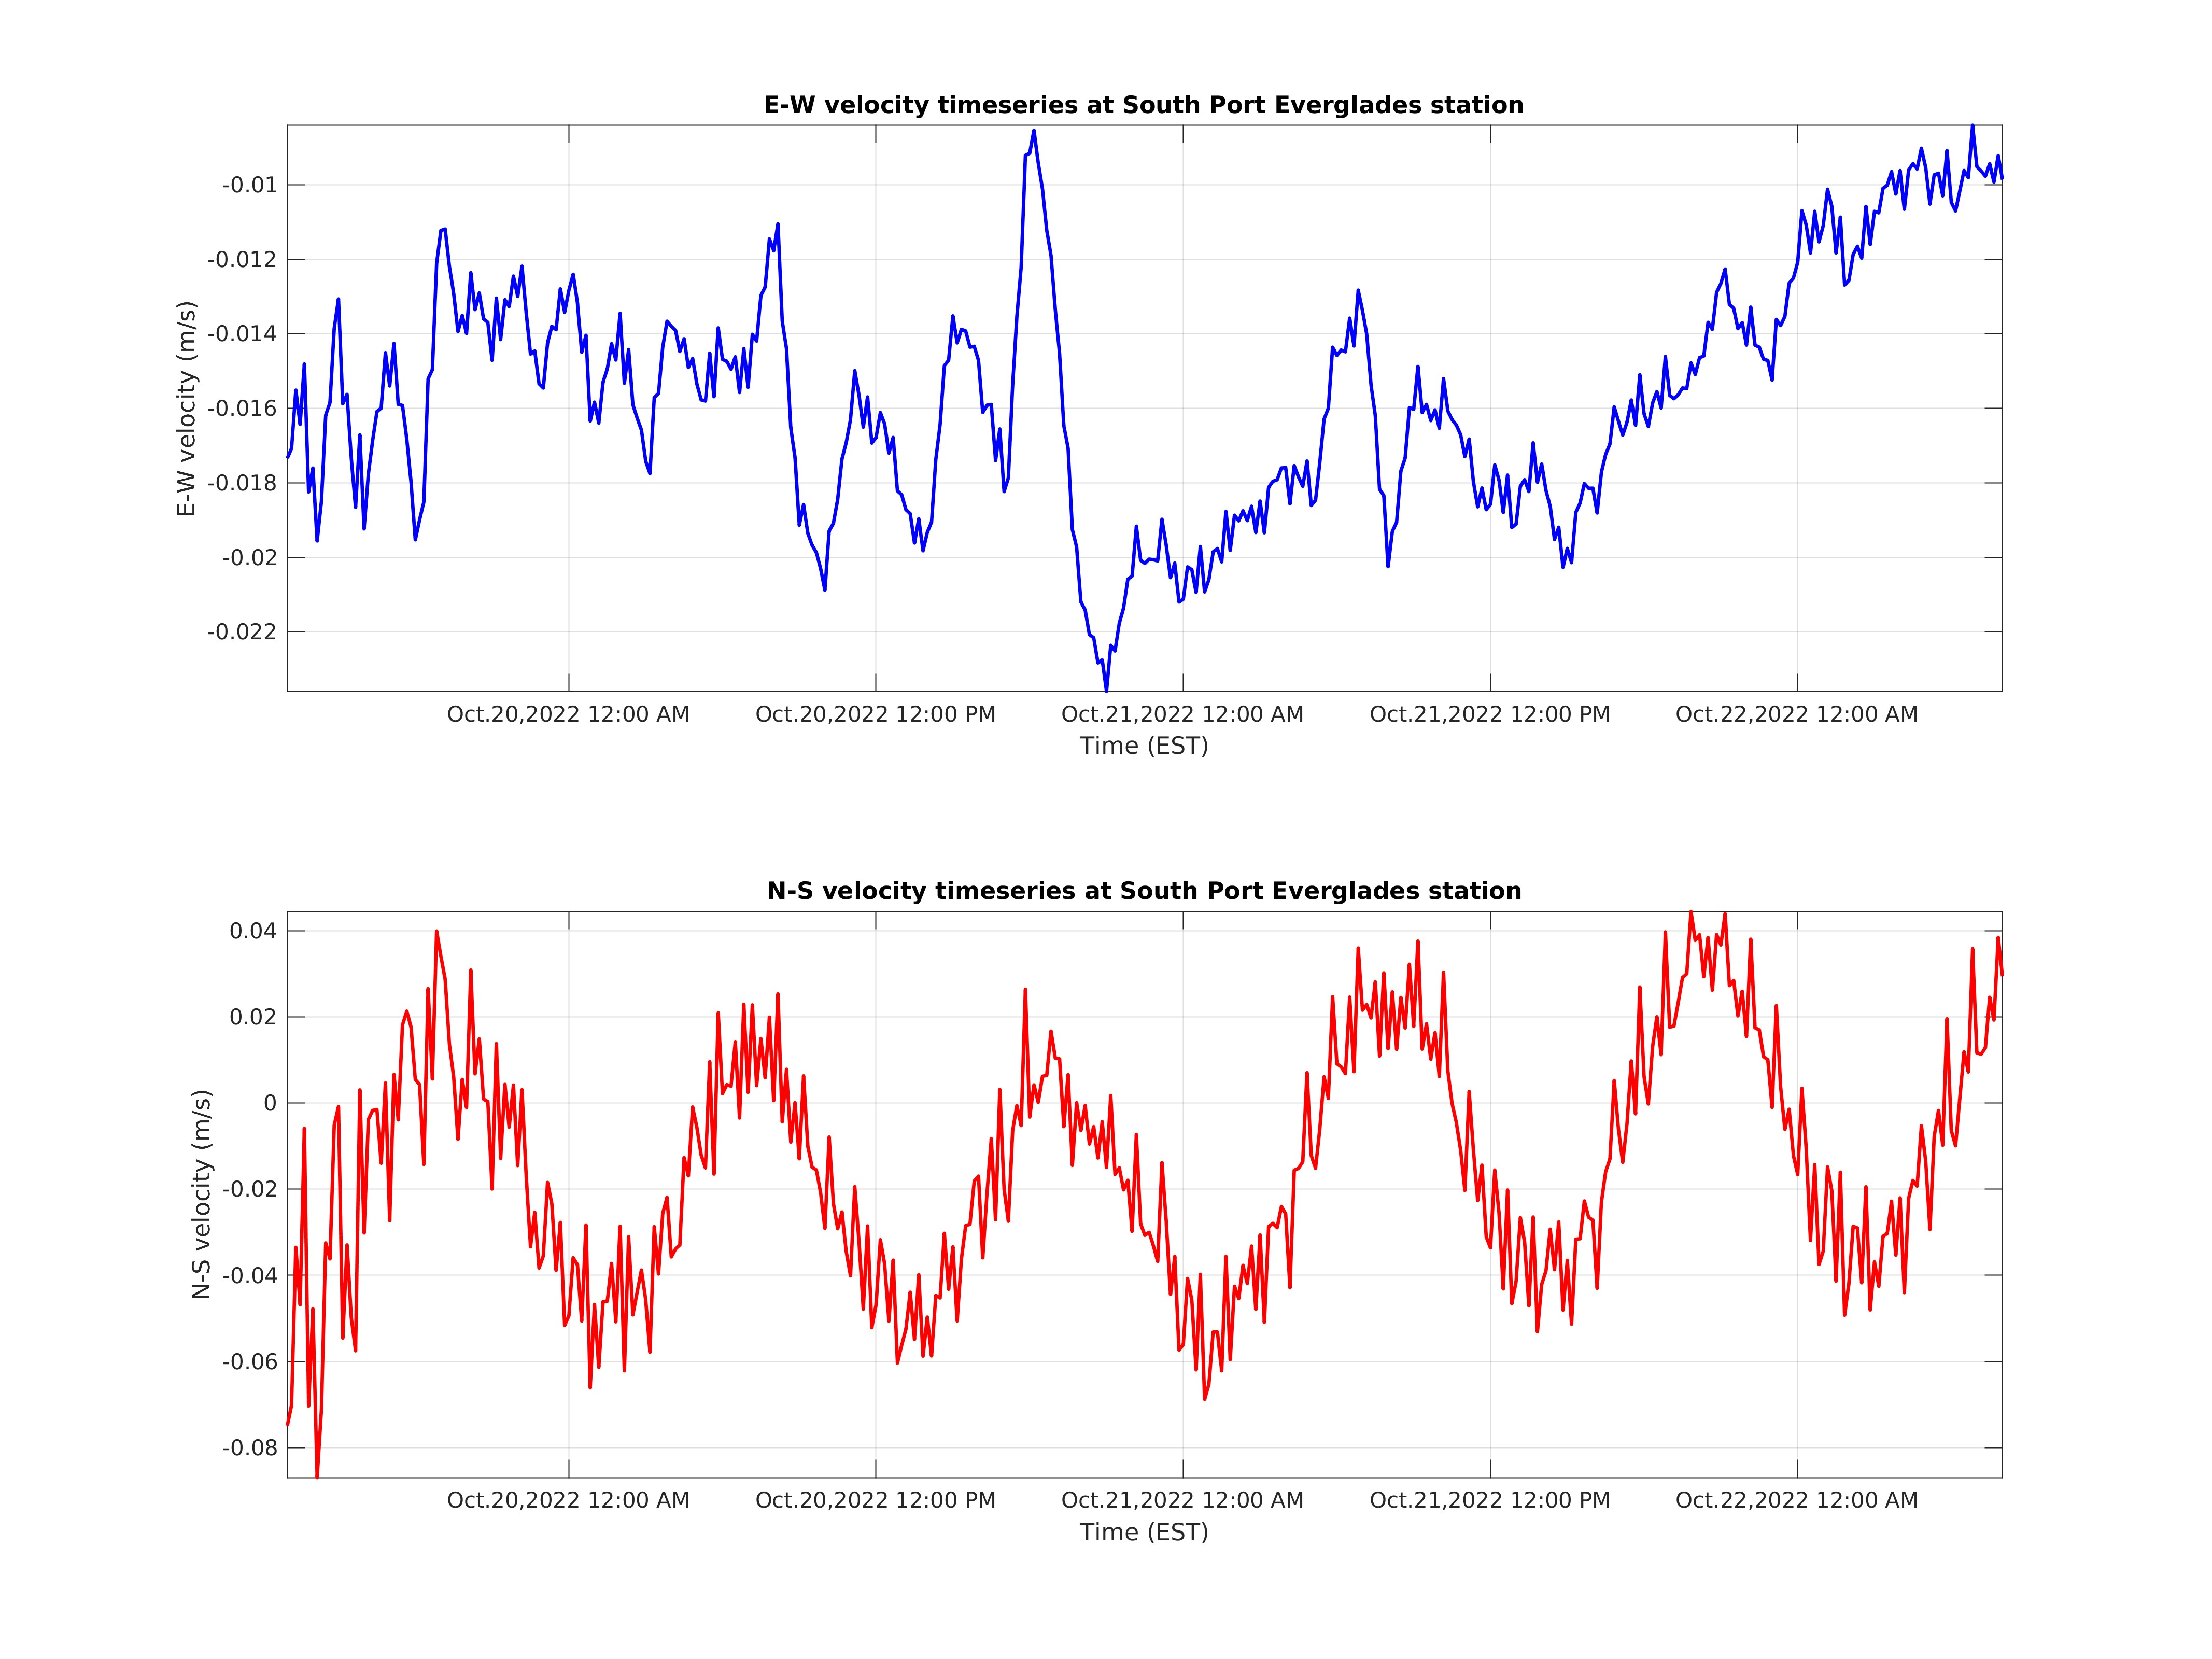 E-W velocity timeseries at South Port Everglades station
-0.01
-0.012
-0.014
-0.016
-0.018
-0.02
-0.022
E-W velocity (m/s)
Oct.20,2022 12:00 AM
Oct.20,2022 12:00 PM
Oct.21,2022 12:00 AM
Oct.21,2022 12:00 PM
Oct.22,2022 12:00 AM
Time (EST)
N-S velocity timeseries at South Port Everglades station
0.04
0.02
0
-0.02
-0.04
-0.06
-0.08
N-S velocity (m/s)
Oct.20,2022 12:00 AM
Oct.20,2022 12:00 PM
Oct.21,2022 12:00 AM
Oct.21,2022 12:00 PM
Oct.22,2022 12:00 AM
Time (EST)